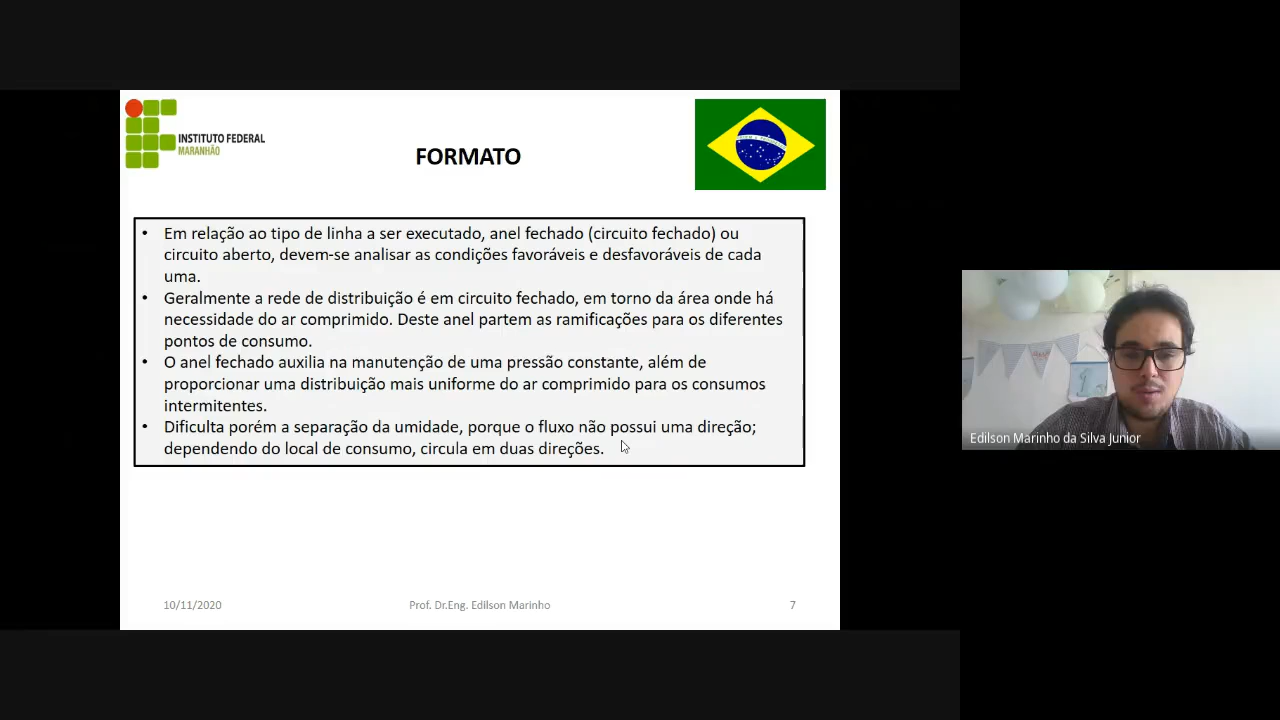 INSTITUTO FEDERAL
MARANHÃO
FORMATO
• Em relação ao tipo de linha a ser executado, anel fechado (circuito fechado) ou
circuito aberto, devem-se analisar as condições favoráveis e desfavoráveis de cada
uma.
• Geralmente a rede de distribuição é em circuito fechado, em torno da área onde há
necessidade do ar comprimido. Deste anel partem as ramificações para os diferentes
pontos de consumo.
• O anel fechado auxilia na manutenção de uma pressão constante, além de
proporcionar uma distribuição mais uniforme do ar comprimido para os consumos
intermitentes.
• Dificulta porém a separação da umidade, porque o fluxo não possui uma direção;
dependendo do local de consumo, circula em duas direções.
Edilson Marinho da Silva Junior
10/11/2020
Prof. Dr.Eng. Edilson Marinho
7